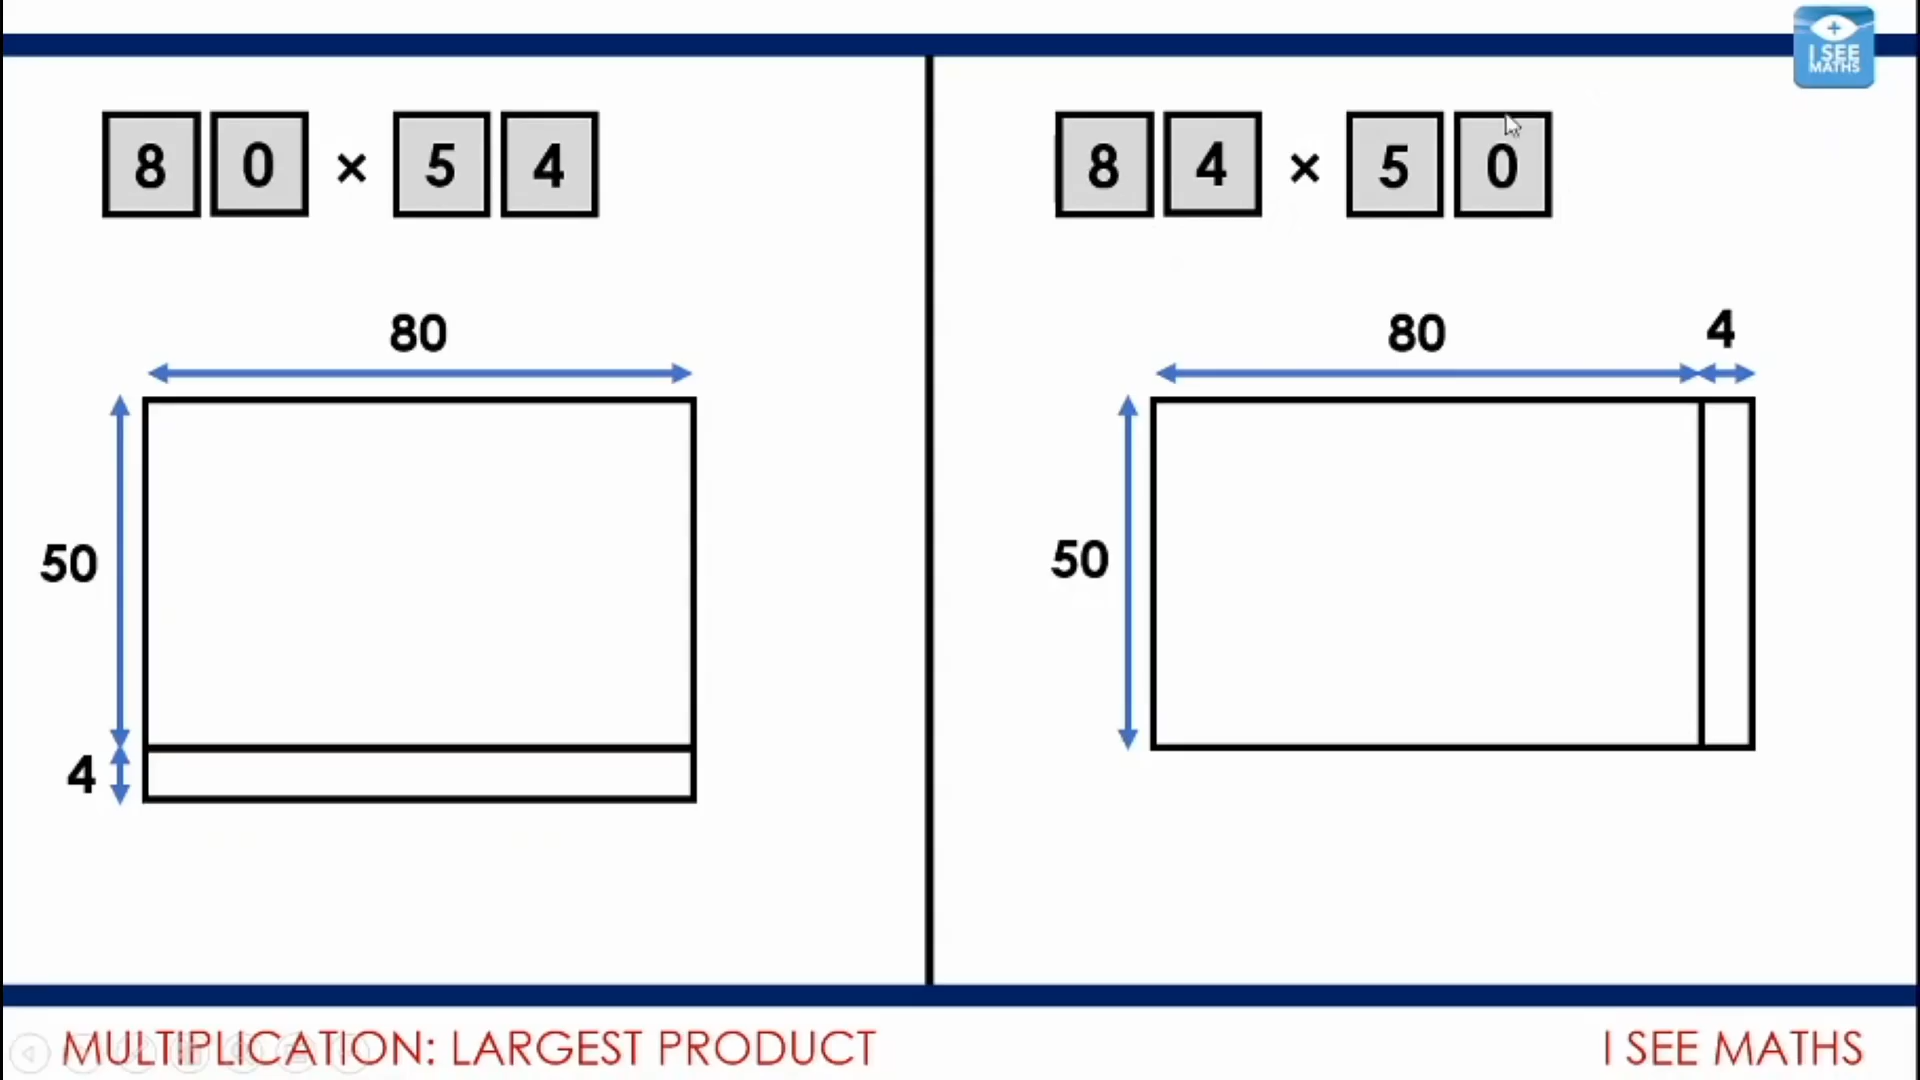 I SEE
MATHS
8 0 × 5 4
80
50
4
8 4 × 5 0
80 4
50
MULTIPLICATION: LARGEST PRODUCT
I SEE MATHS